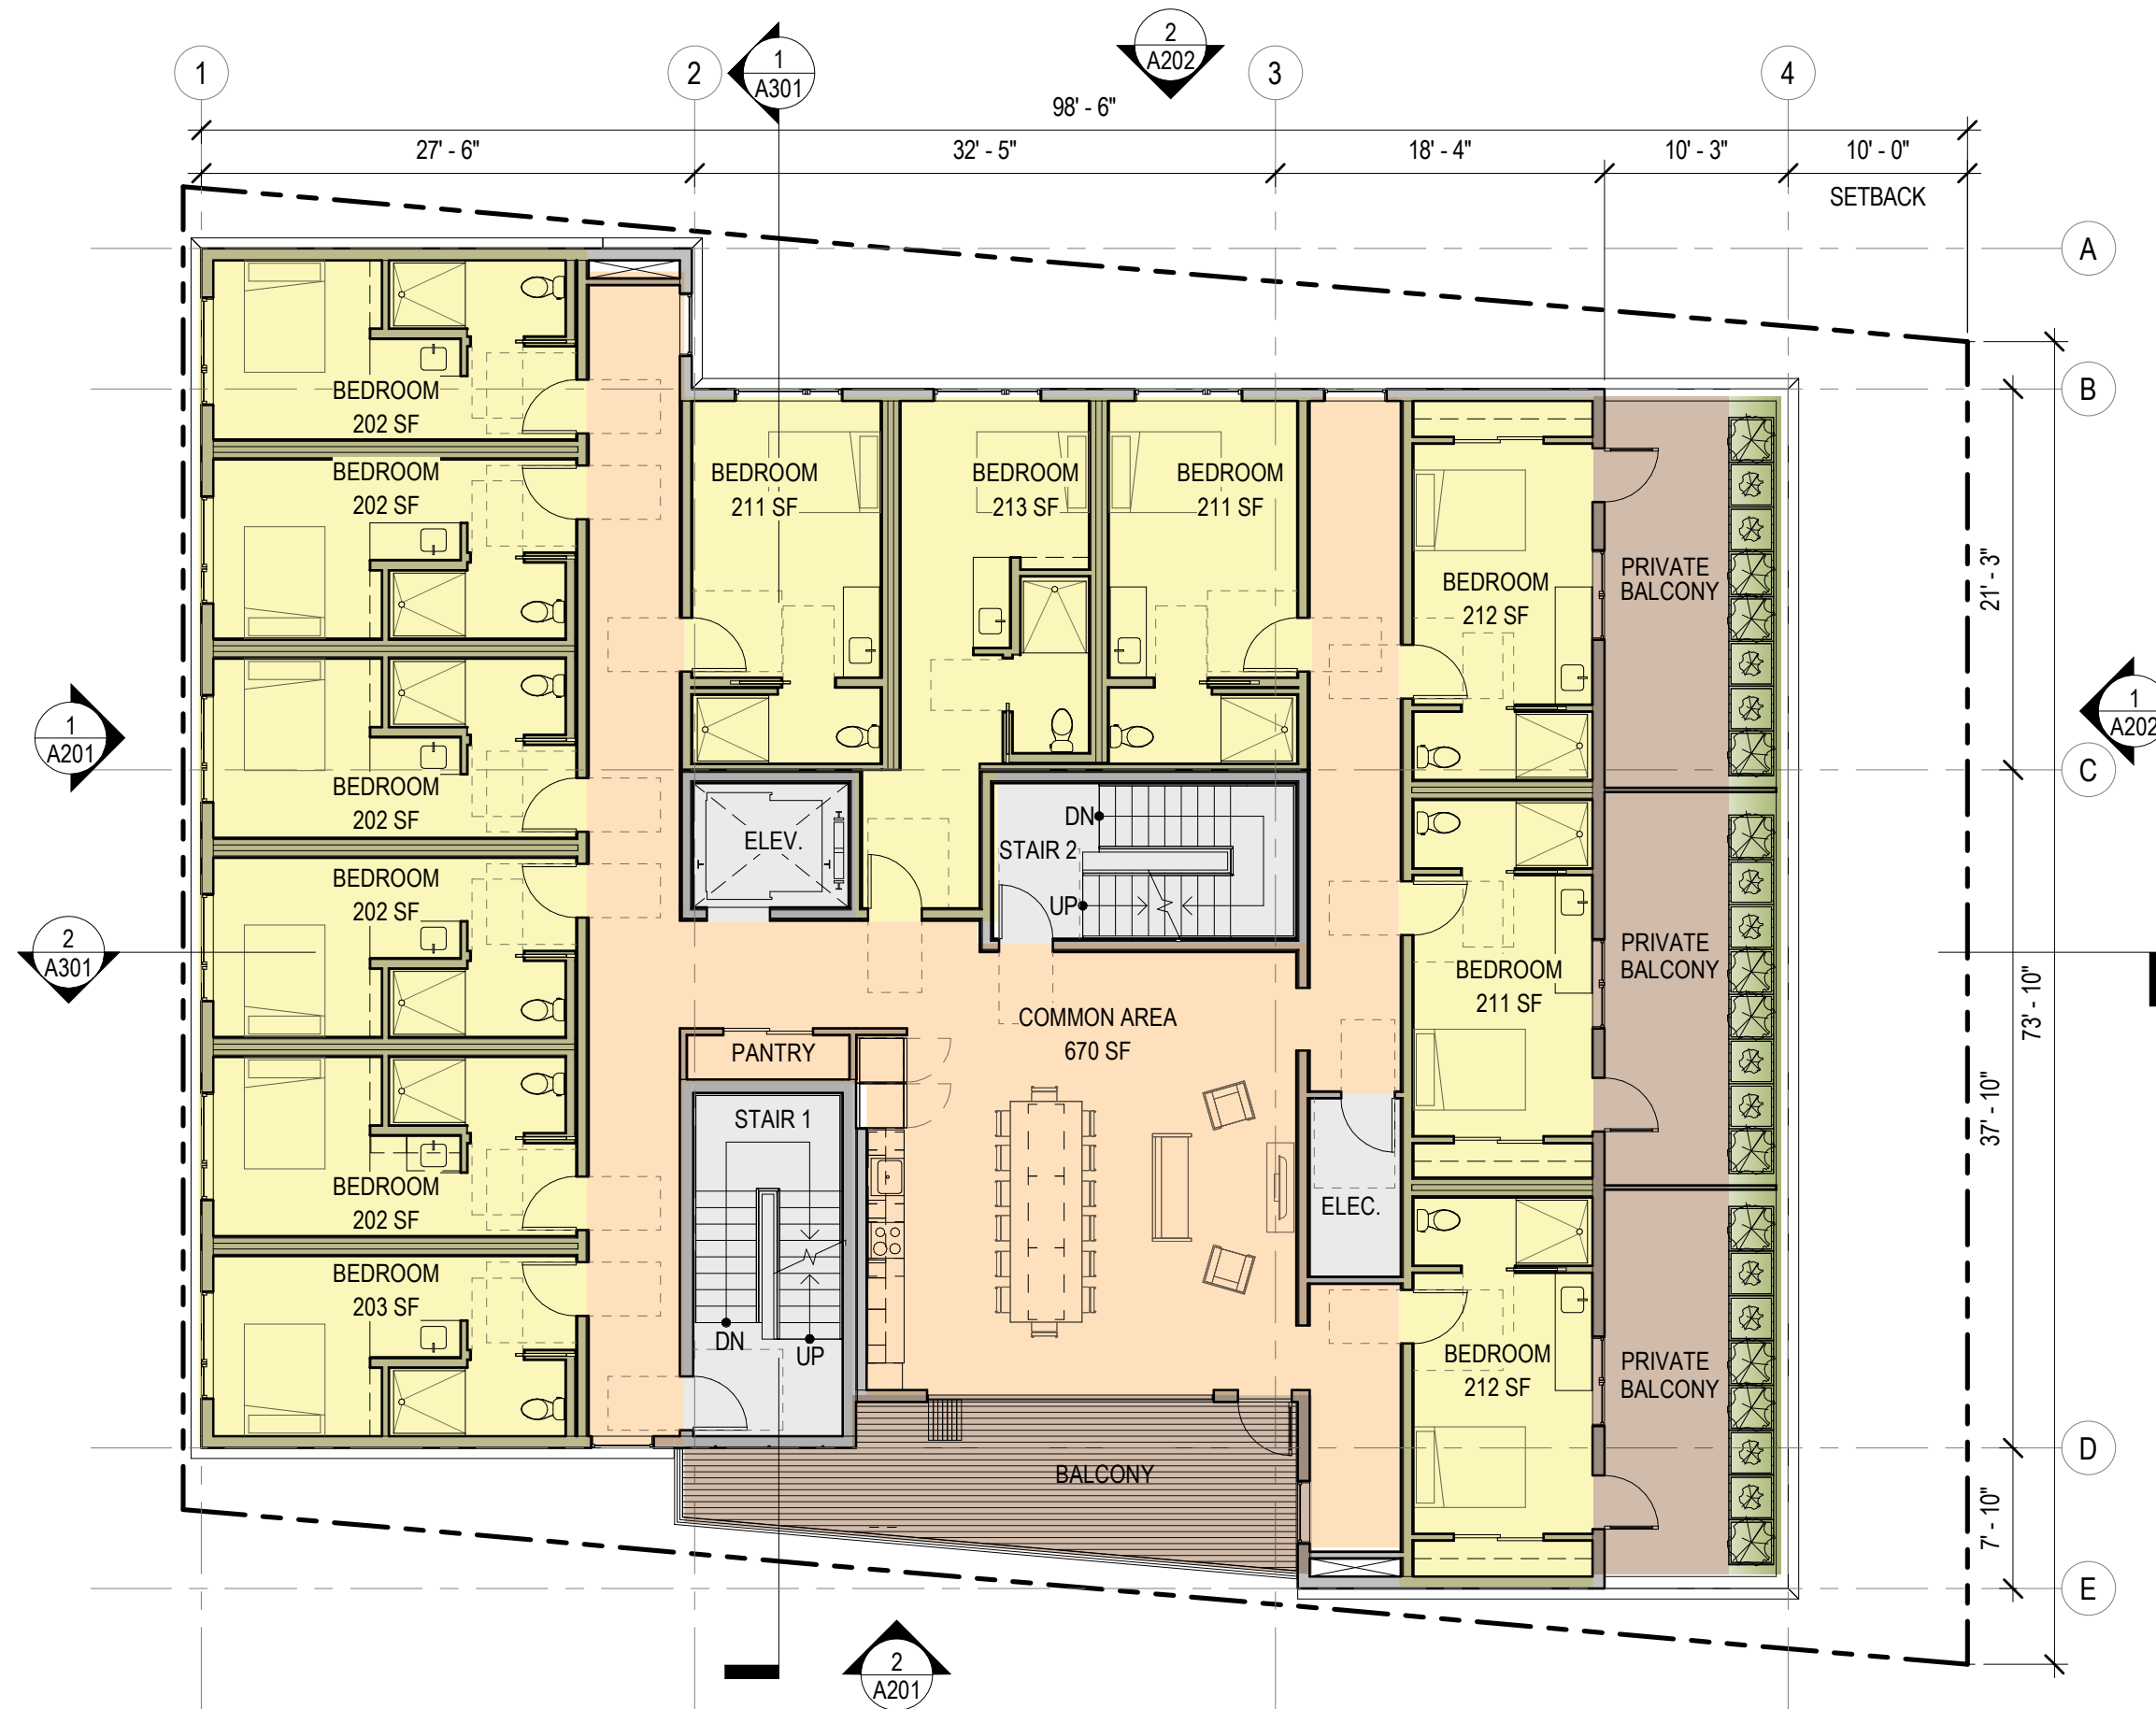 1
2
1
A301
2
A202
3
4
98' - 6"
27' - 6"
32' - 5"
18' - 4"
10' - 3"
10' - 0"
SETBACK
A
B
BEDROOM
202 SF
BEDROOM
202 SF
BEDROOM
211 SF
BEDROOM
213 SF
BEDROOM
211 SF
BEDROOM
212 SF
PRIVATE
BALCONY
21' - 3"
1
A201
1
A202
C
BEDROOM
202 SF
ELEV.
DN
STAIR 2
UP
BEDROOM
202 SF
2
A301
BEDROOM
211 SF
PRIVATE
BALCONY
73' - 10"
COMMON AREA
670 SF
PANTRY
STAIR 1
37' - 10"
BEDROOM
202 SF
ELEC.
BEDROOM
203 SF
DN
UP
BEDROOM
212 SF
PRIVATE
BALCONY
BALCONY
D
7' - 10"
E
2
A201